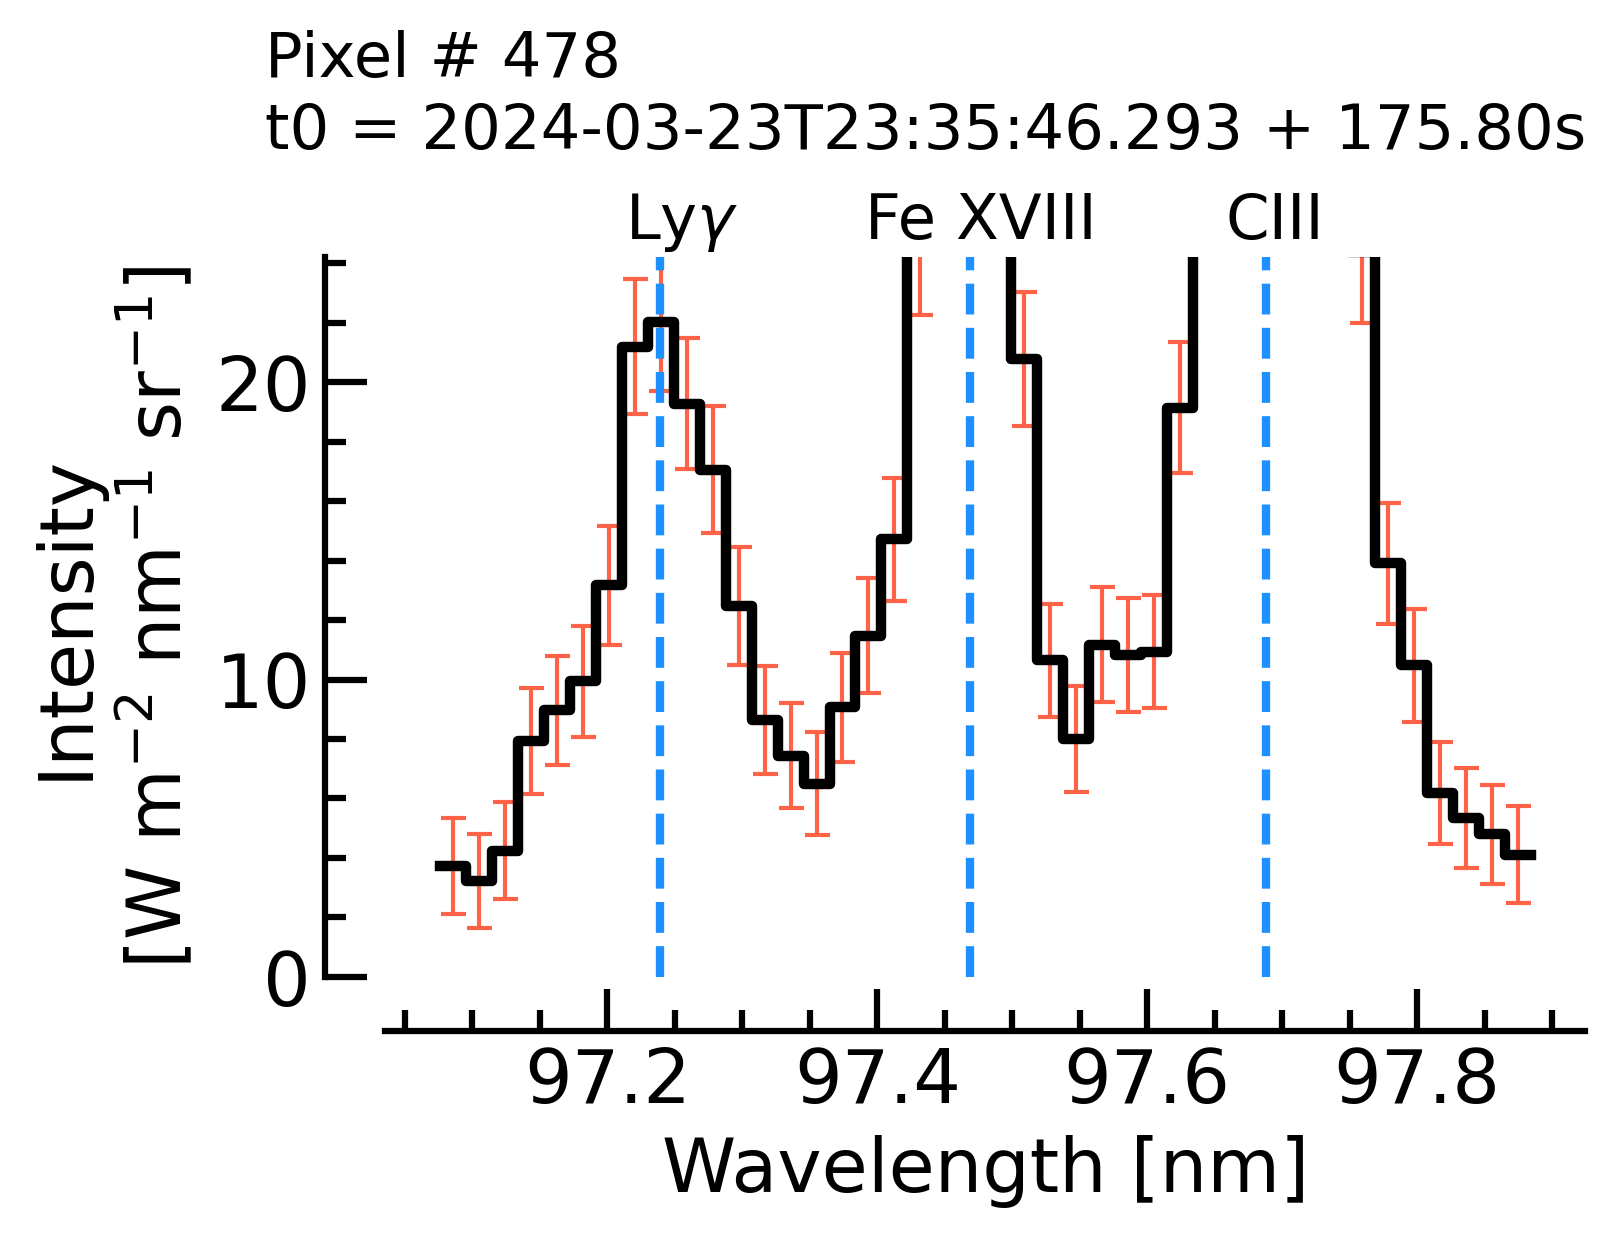 Pixel # 478
t0 = 2024-03-23T23:35:46.293 + 175.80s
Lyγ Fe XVIII CIII
Intensity
[W m⁻² nm⁻¹ sr⁻¹]
20
10
0
97.2 97.4 97.6 97.8
Wavelength [nm]